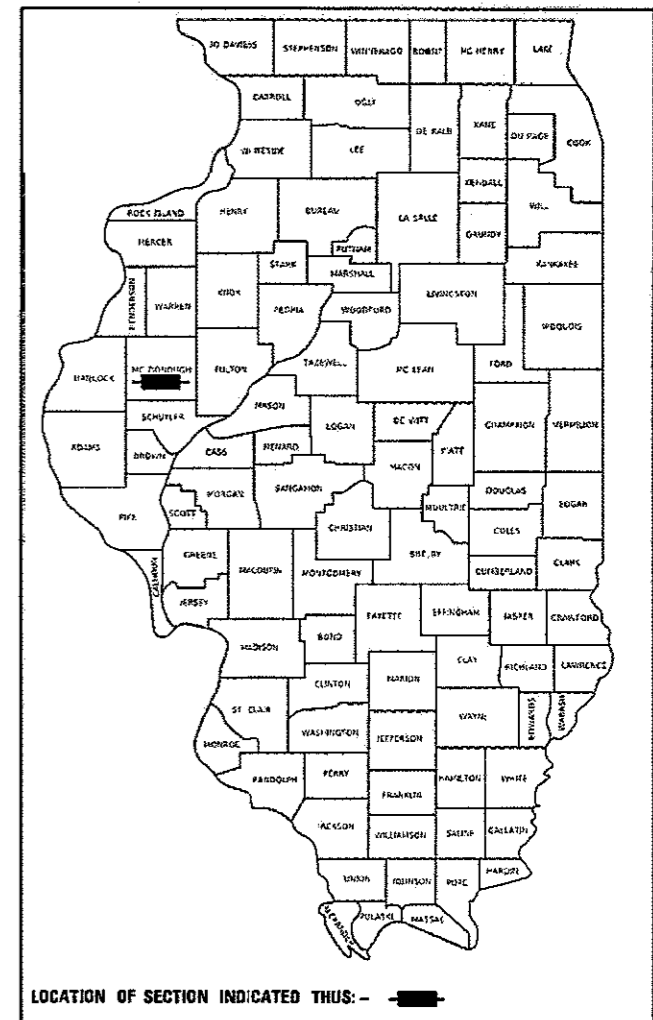 JO DAVIESS STEPHENSON WINNEBAGO BOONE MC HENRY LAKE
CARROLL OGLE DE KALB KANE DU PAGE COOK
WHITESIDE LEE KENDALL
ROCK ISLAND HENRY BUREAU LA SALLE GRUNDY WILL
MERCER PUTNAM KANKAKEE
HENDERSON WARREN KNOX STARK MARSHALL LIVINGSTON
PEORIA WOODFORD IROQUOIS
HANCOCK MC DONOUGH FULTON TAZEWELL MC LEAN FORD
SCHUYLER MASON LOGAN DE WITT CHAMPAIGN VERMILION
ADAMS BROWN CASS MENARD MACON PIATT
PIKE SCOTT MORGAN SANGAMON CHRISTIAN MOULTRIE DOUGLAS EDGAR
COLES
CALHOUN GREENE MACOUPIN MONTGOMERY SHELBY CUMBERLAND CLARK
JERSEY FAYETTE EFFINGHAM JASPER CRAWFORD
MADISON BOND
CLINTON MARION CLAY RICHLAND LAWRENCE
ST CLAIR WASHINGTON JEFFERSON WAYNE EDWARDS WABASH
MONROE
RANDOLPH PERRY FRANKLIN HAMILTON WHITE
JACKSON WILLIAMSON SALINE GALLATIN
UNION JOHNSON POPE HARDIN
ALEXANDER PULASKI MASSAC
LOCATION OF SECTION INDICATED THUS: -